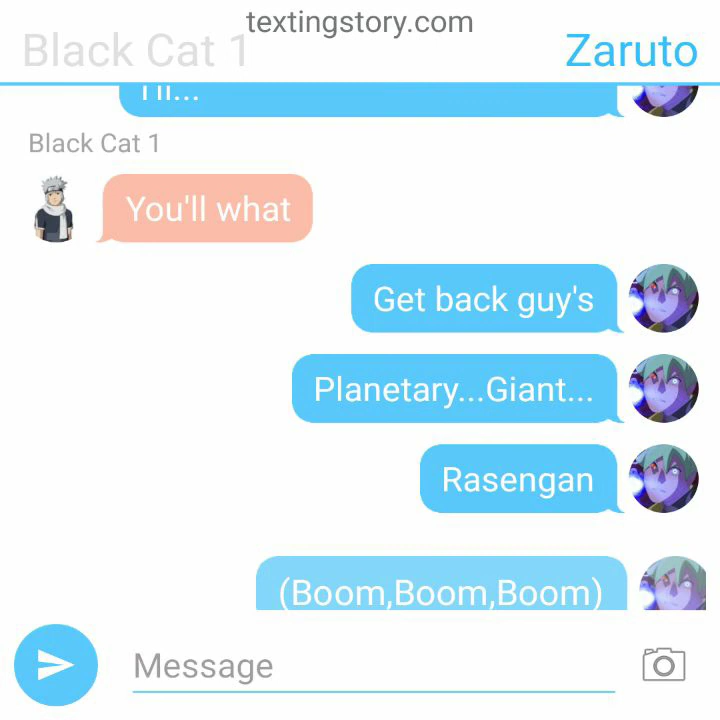 textingstory.com
Black Cat 1
Zaruto
Black Cat 1
You'll what
Get back guy's
Planetary...Giant...
Rasengan
(Boom,Boom,Boom)
Message